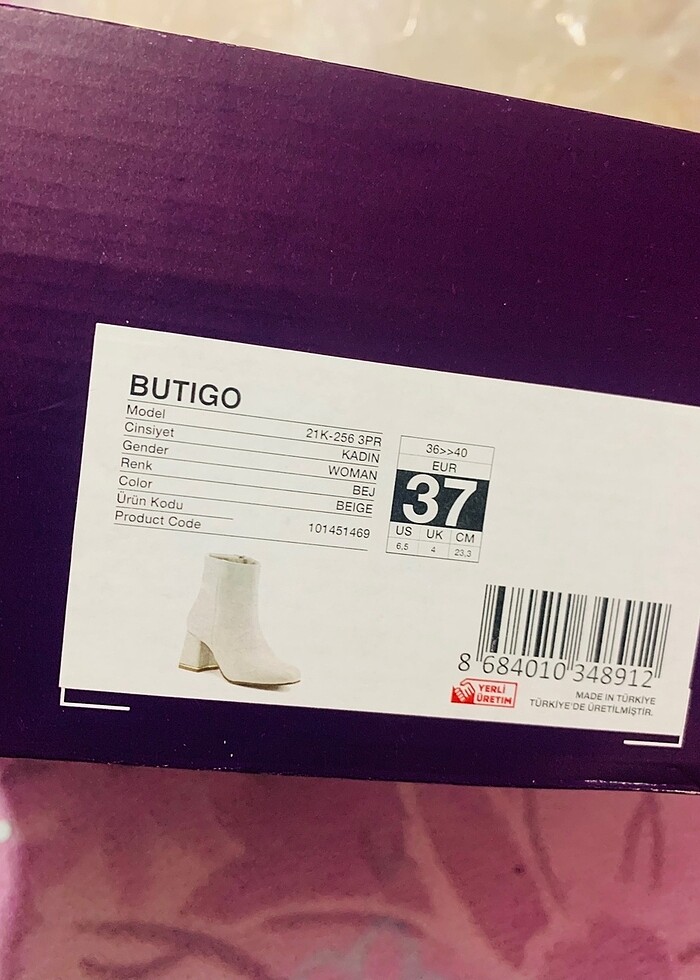 BUTIGO
Model 21K-256 3PR
Cinsiyet KADIN
Gender WOMAN
Renk BEJ
Color BEIGE
Ürün Kodu
Product Code 101451469
36>>40
EUR
37
US UK CM
6,5 4 23,3
8 684010 348912
YERLİ
ÜRETİM
MADE IN TÜRKİYE
TÜRKİYE'DE ÜRETİLMİŞTİR.